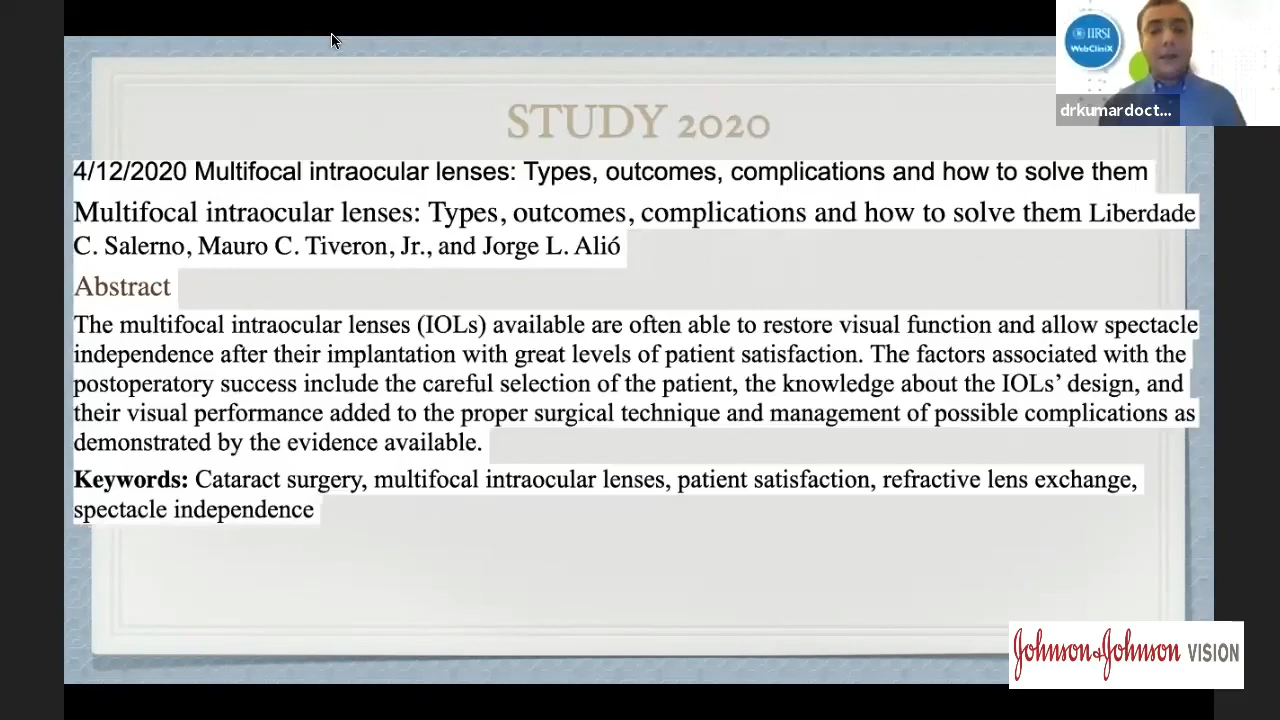 IIRSI
WebCliniX
drkumardoct...
STUDY 2020
4/12/2020 Multifocal intraocular lenses: Types, outcomes, complications and how to solve them
Multifocal intraocular lenses: Types, outcomes, complications and how to solve them Liberdade
C. Salerno, Mauro C. Tiveron, Jr., and Jorge L. Alió
Abstract
The multifocal intraocular lenses (IOLs) available are often able to restore visual function and allow spectacle
independence after their implantation with great levels of patient satisfaction. The factors associated with the
postoperatory success include the careful selection of the patient, the knowledge about the IOLs’ design, and
their visual performance added to the proper surgical technique and management of possible complications as
demonstrated by the evidence available.
Keywords: Cataract surgery, multifocal intraocular lenses, patient satisfaction, refractive lens exchange,
spectacle independence
Johnson&Johnson VISION